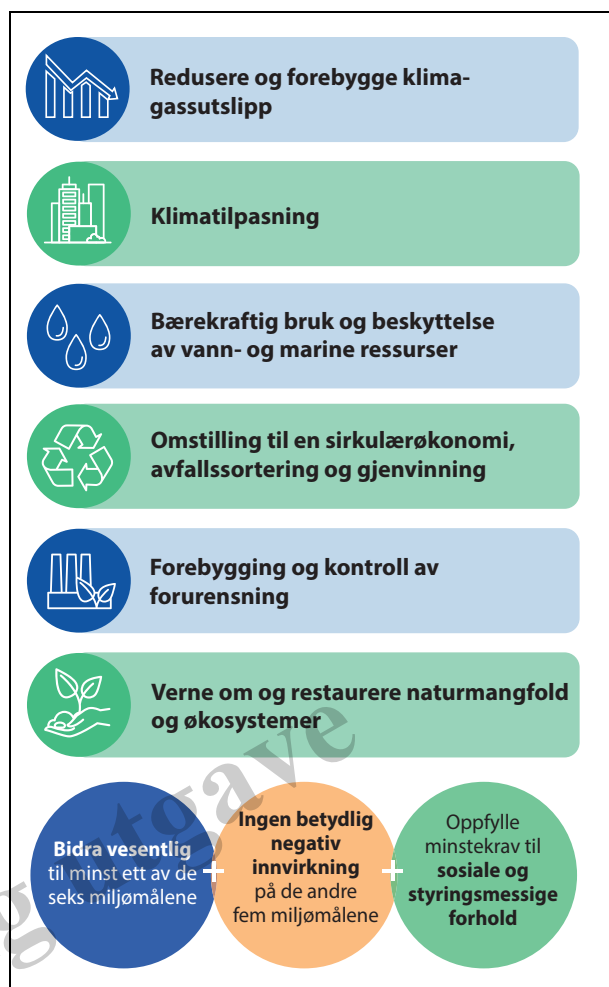 Redusere og forebygge klima-
gassutslipp
Klimatilpasning
Bærekraftig bruk og beskyttelse
av vann- og marine ressurser
Omstilling til en sirkulærøkonomi,
avfallssortering og gjenvinning
Forebygging og kontroll av
forurensning
Verne om og restaurere naturmangfold
og økosystemer
Bidra vesentlig
til minst ett av de
seks miljømålene
+
Ingen betydlig
negativ
innvirkning
på de andre
fem miljømålene
+
Oppfylle
minstekrav til
sosiale og
styringsmessige
forhold
g utgave